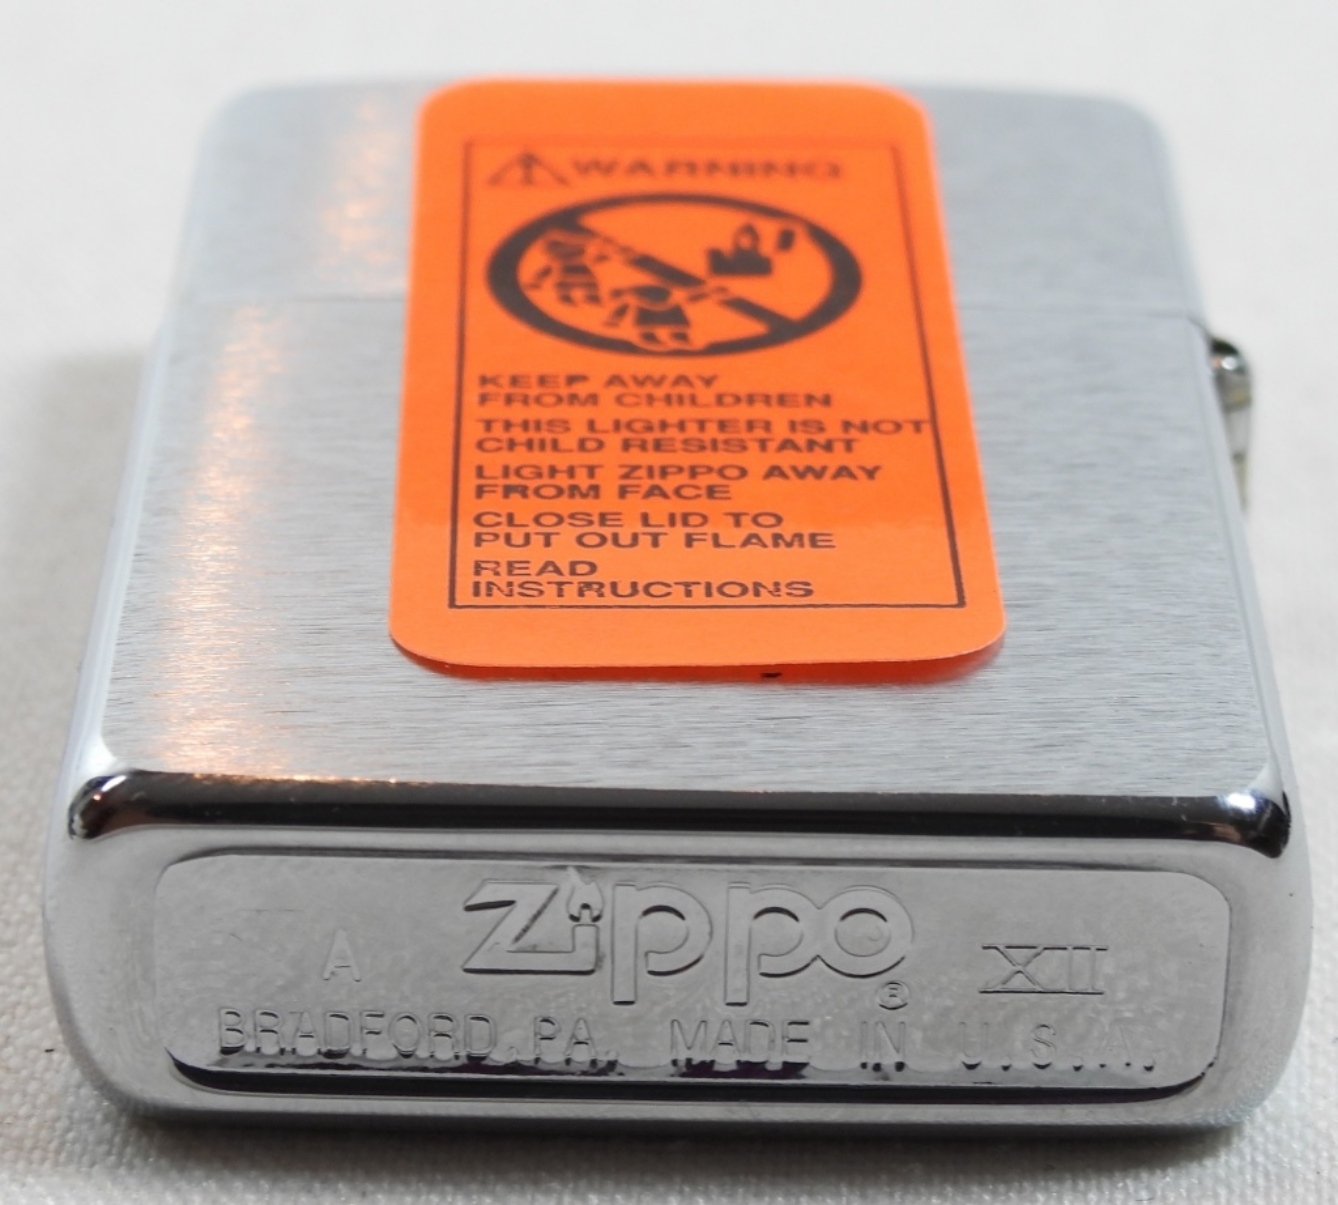 WARNING
KEEP AWAY
FROM CHILDREN
THIS LIGHTER IS NOT
CHILD RESISTANT
LIGHT ZIPPO AWAY
FROM FACE
CLOSE LID TO
PUT OUT FLAME
READ
INSTRUCTIONS
A Zippo® XII
BRADFORD.PA. MADE IN U.S.A.